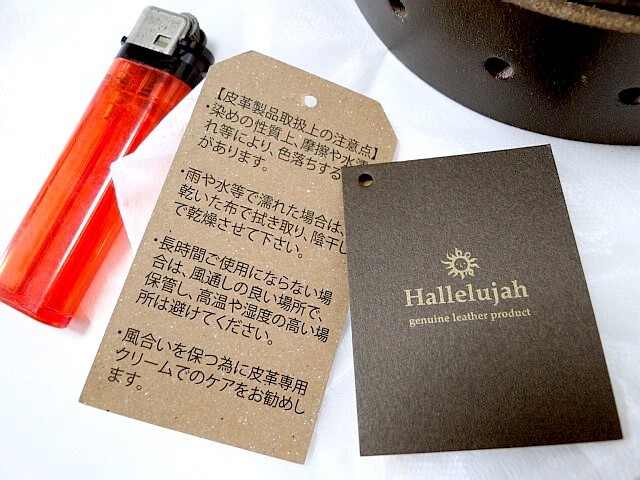 【皮革製品取扱上の注意点】
・染めの性質上、摩擦や水濡
れ等により、色落ちする
があります。
・雨や水等で濡れた場合は、
乾いた布で拭き取り、陰干し
で乾燥させて下さい。
・長時間ご使用にならない場
合は、風通しの良い場所で、
保管し、高温や湿度の高い場
所は避けてください。
・風合いを保つ為に皮革専用
クリームでのケアをお勧めし
ます。
Hallelujah
genuine leather product